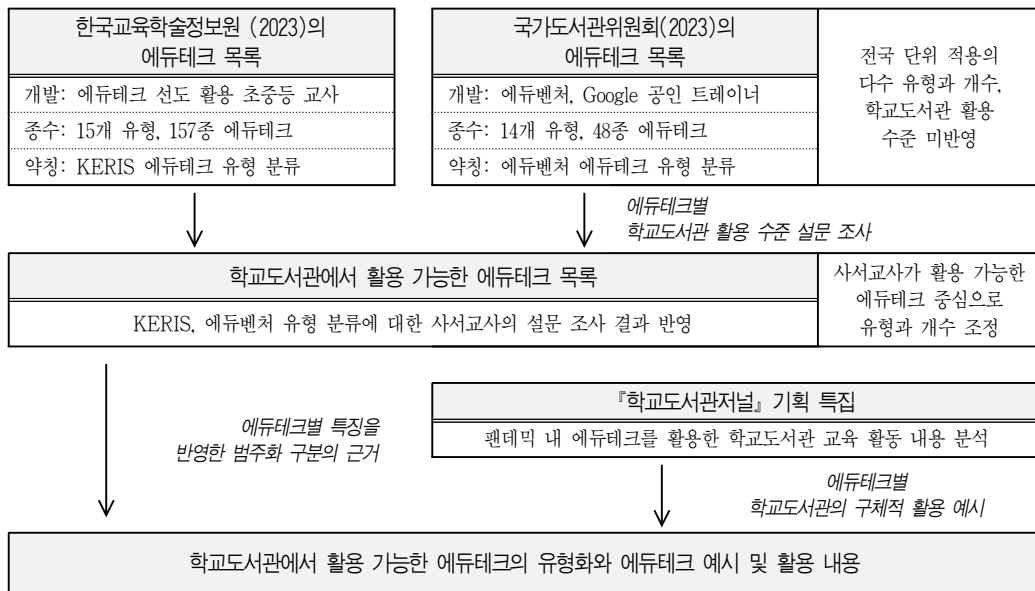 한국교육학술정보원 (2023)의
에듀테크 목록
개발: 에듀테크 선도 활용 초중등 교사
종수: 15개 유형, 157종 에듀테크
약칭: KERIS 에듀테크 유형 분류
국가도서관위원회(2023)의
에듀테크 목록
개발: 에듀벤처, Google 공인 트레이너
종수: 14개 유형, 48종 에듀테크
약칭: 에듀벤처 에듀테크 유형 분류
전국 단위 적용의
다수 유형과 개수,
학교도서관 활용
수준 미반영
에듀테크별
학교도서관 활용 수준 설문 조사
학교도서관에서 활용 가능한 에듀테크 목록
KERIS, 에듀벤처 유형 분류에 대한 사서교사의 설문 조사 결과 반영
사서교사가 활용 가능한
에듀테크 중심으로
유형과 개수 조정
에듀테크별 특징을
반영한 범주화 구분의 근거
『학교도서관저널』 기획 특집
팬데믹 내 에듀테크를 활용한 학교도서관 교육 활동 내용 분석
에듀테크별
학교도서관의 구체적 활용 예시
학교도서관에서 활용 가능한 에듀테크의 유형화와 에듀테크 예시 및 활용 내용